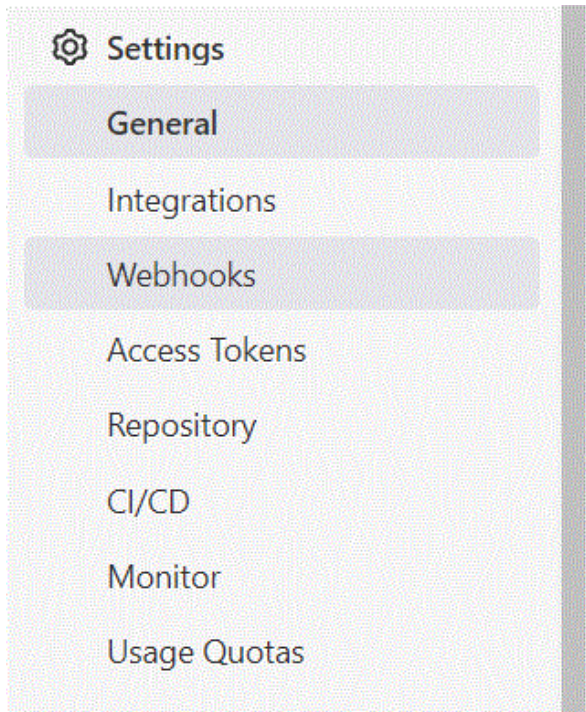 Settings
General
Integrations
Webhooks
Access Tokens
Repository
CI/CD
Monitor
Usage Quotas